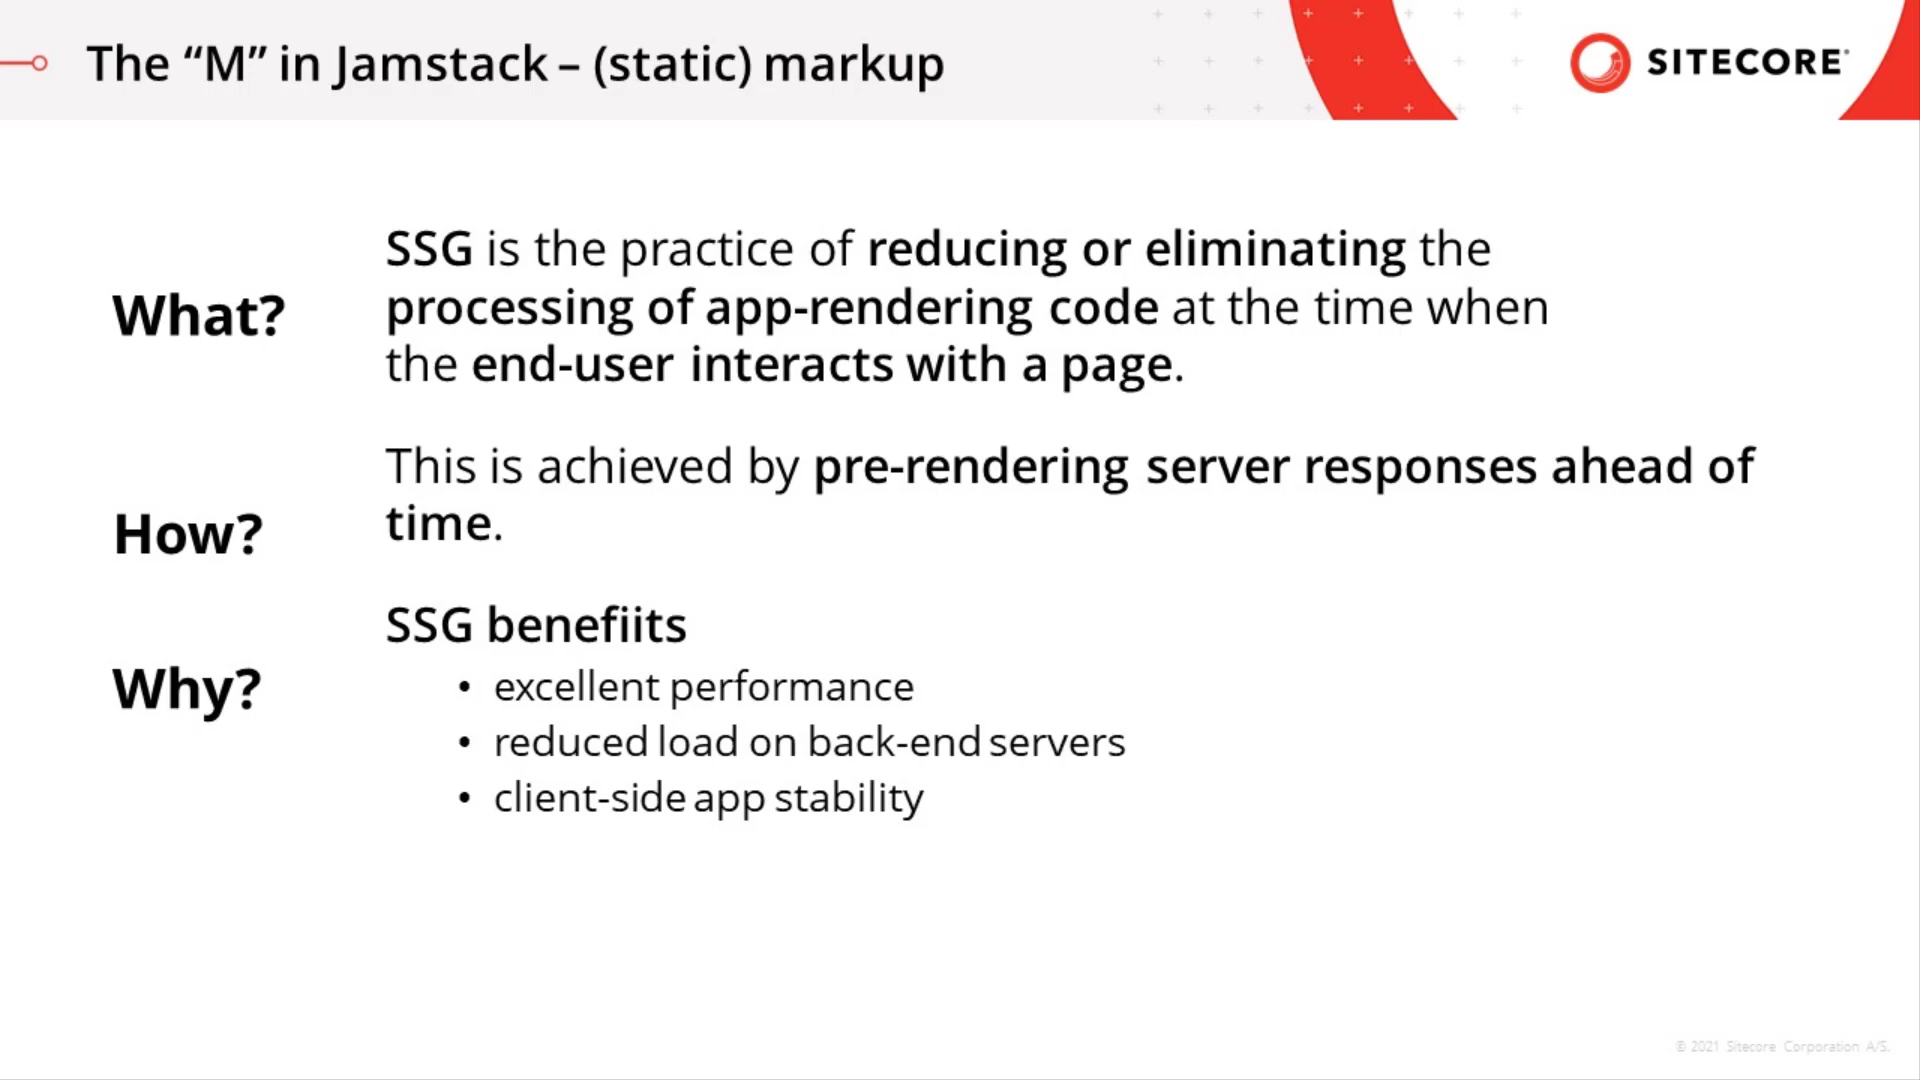 The “M” in Jamstack – (static) markup
SITECORE®
What?
SSG is the practice of reducing or eliminating the
processing of app-rendering code at the time when
the end-user interacts with a page.
How?
This is achieved by pre-rendering server responses ahead of
time.
Why?
SSG benefiits
• excellent performance
• reduced load on back-end servers
• client-side app stability
© 2021 Sitecore Corporation A/S.